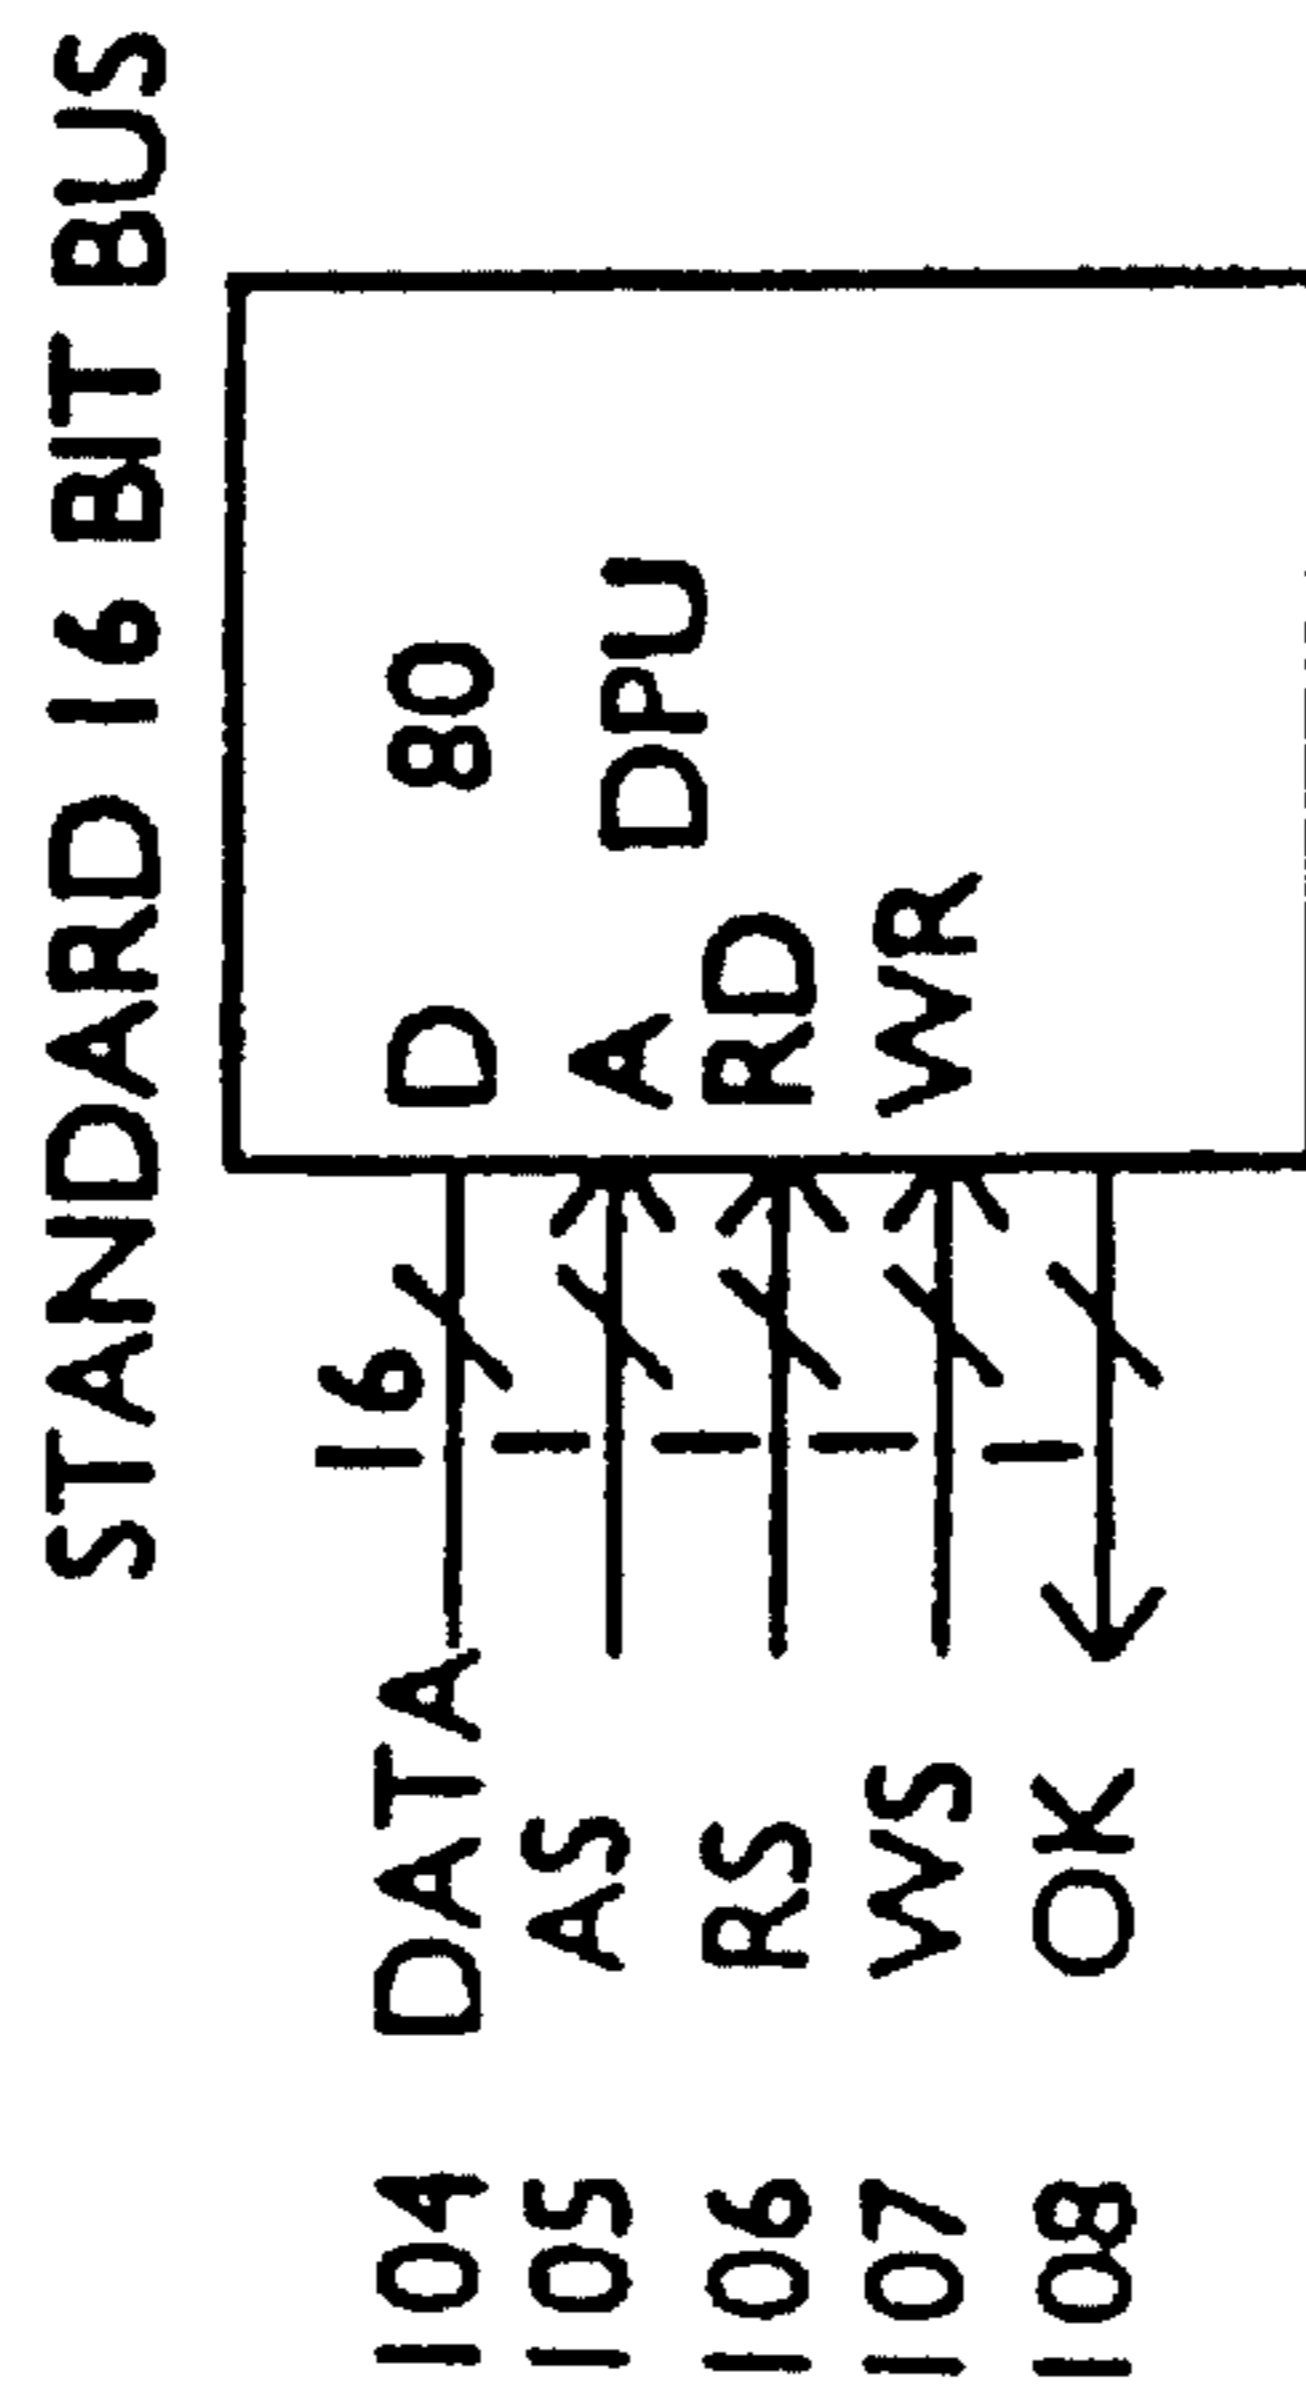 STANDARD 16 BIT BUS
104 DATA 16 D 80
105 AS 1 A DPU
106 RS 1 RD
107 WS 1 WR
108 OK 1